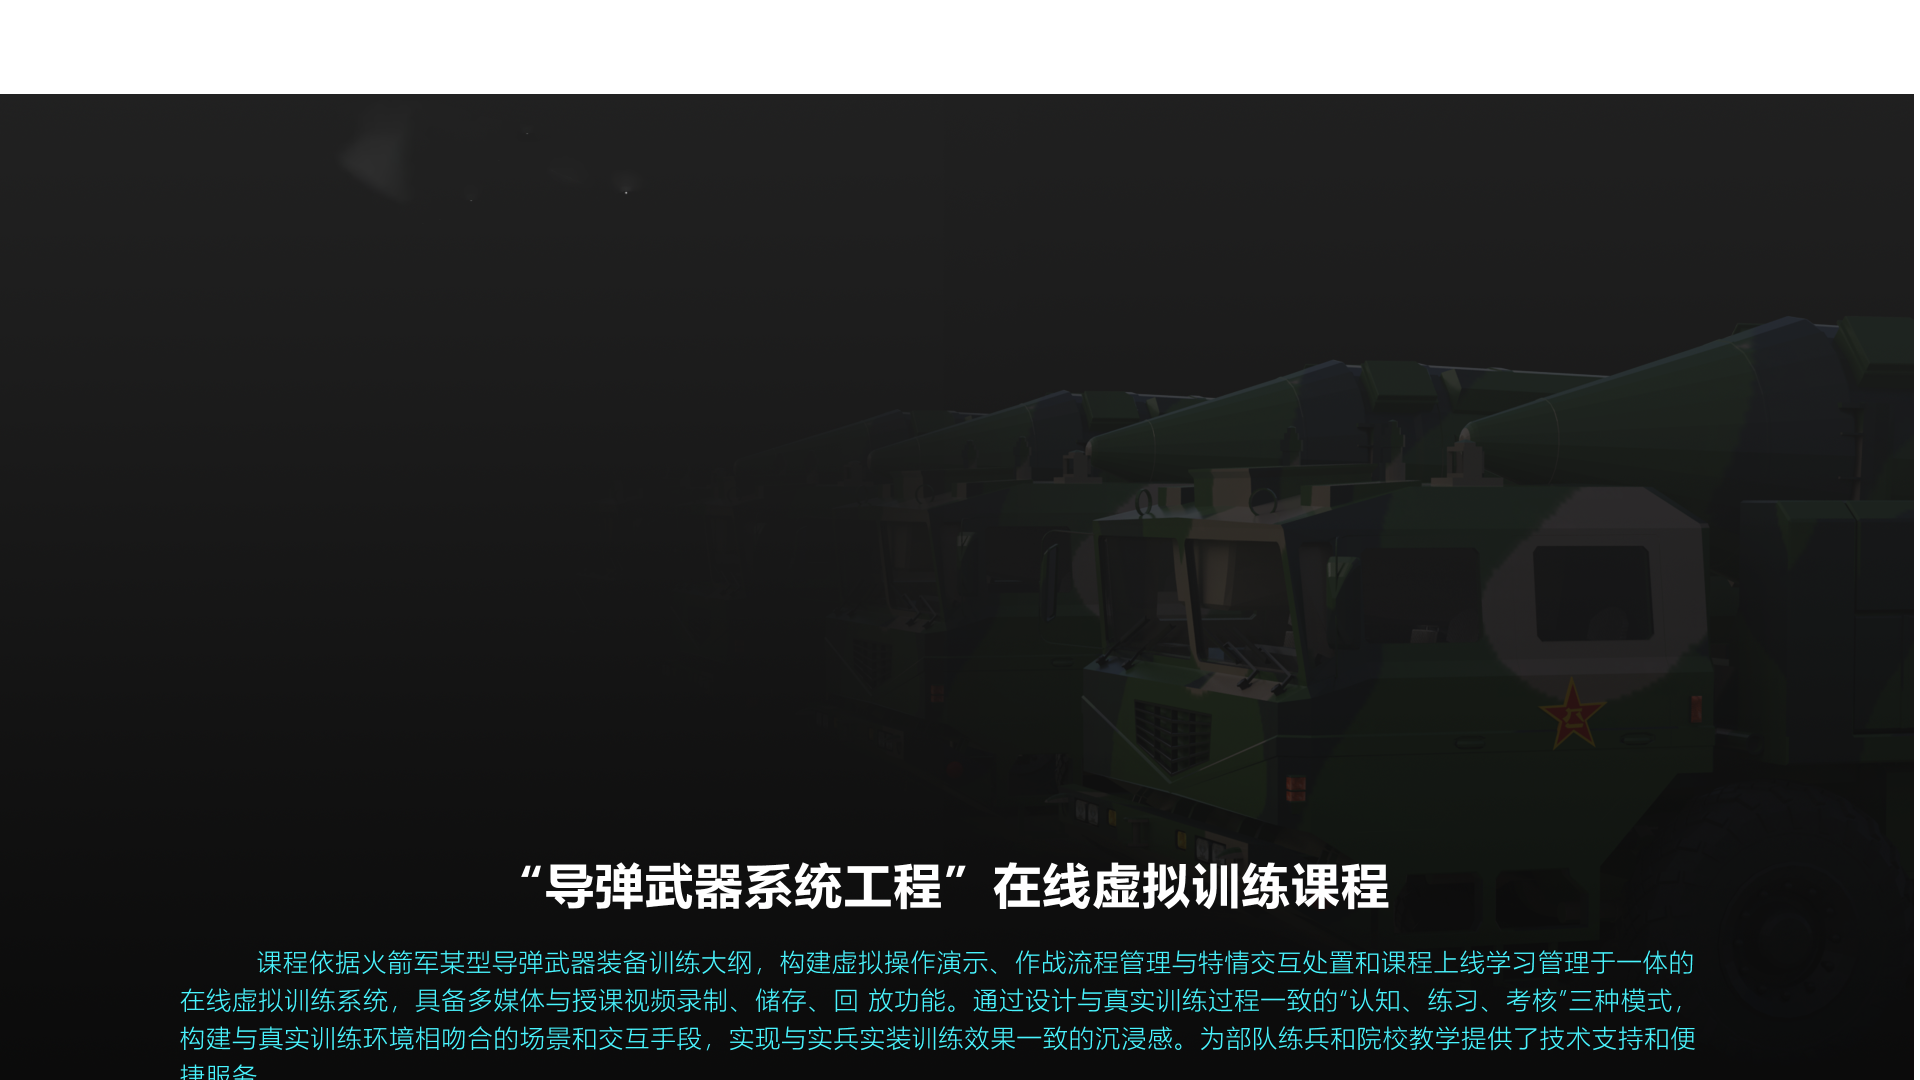 “导弹武器系统工程”在线虚拟训练课程
课程依据火箭军某型导弹武器装备训练大纲，构建虚拟操作演示、作战流程管理与特情交互处置和课程上线学习管理于一体的
在线虚拟训练系统，具备多媒体与授课视频录制、储存、回 放功能。通过设计与真实训练过程一致的“认知、练习、考核”三种模式，
构建与真实训练环境相吻合的场景和交互手段，实现与实兵实装训练效果一致的沉浸感。为部队练兵和院校教学提供了技术支持和便
捷服务